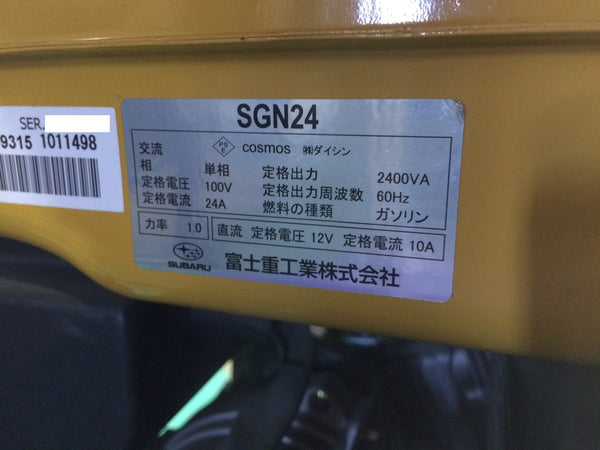 SER.
9315 1011498
SGN24
交流 PS E cosmos ㈱ダイシン
相 単相 定格出力 2400VA
定格電圧 100V 定格出力周波数 60Hz
定格電流 24A 燃料の種類 ガソリン
力率 1.0 直流 定格電圧 12V 定格電流 10A
SUBARU 富士重工業株式会社